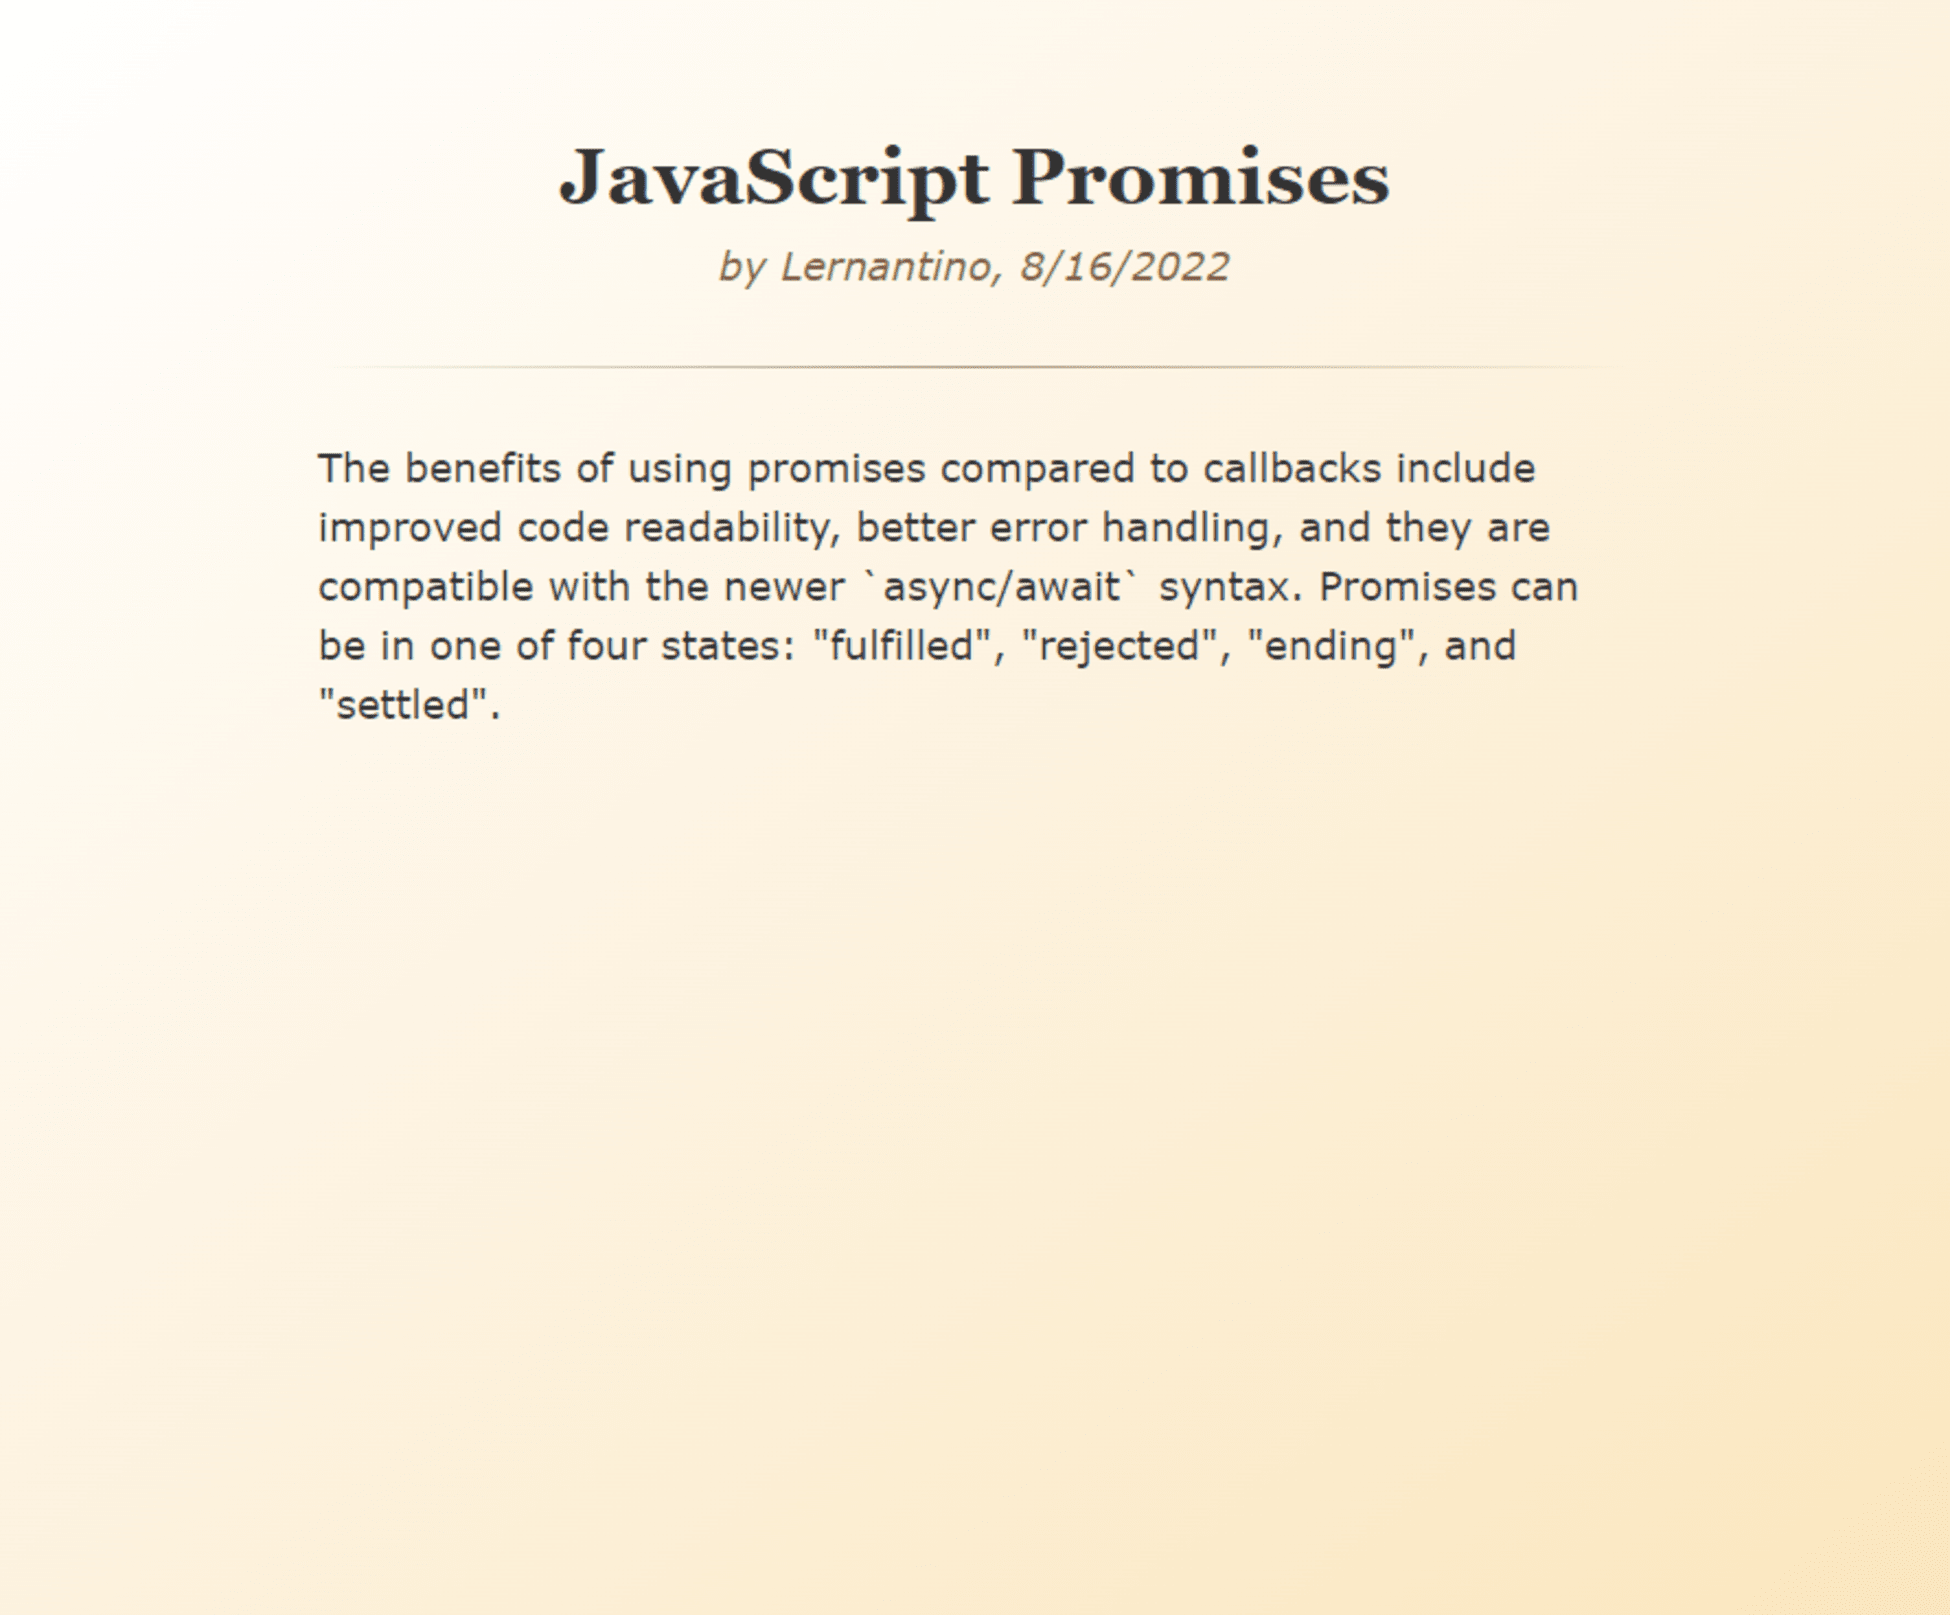 JavaScript Promises
by Lernantino, 8/16/2022
The benefits of using promises compared to callbacks include
improved code readability, better error handling, and they are
compatible with the newer `async/await` syntax. Promises can
be in one of four states: "fulfilled", "rejected", "ending", and
"settled".